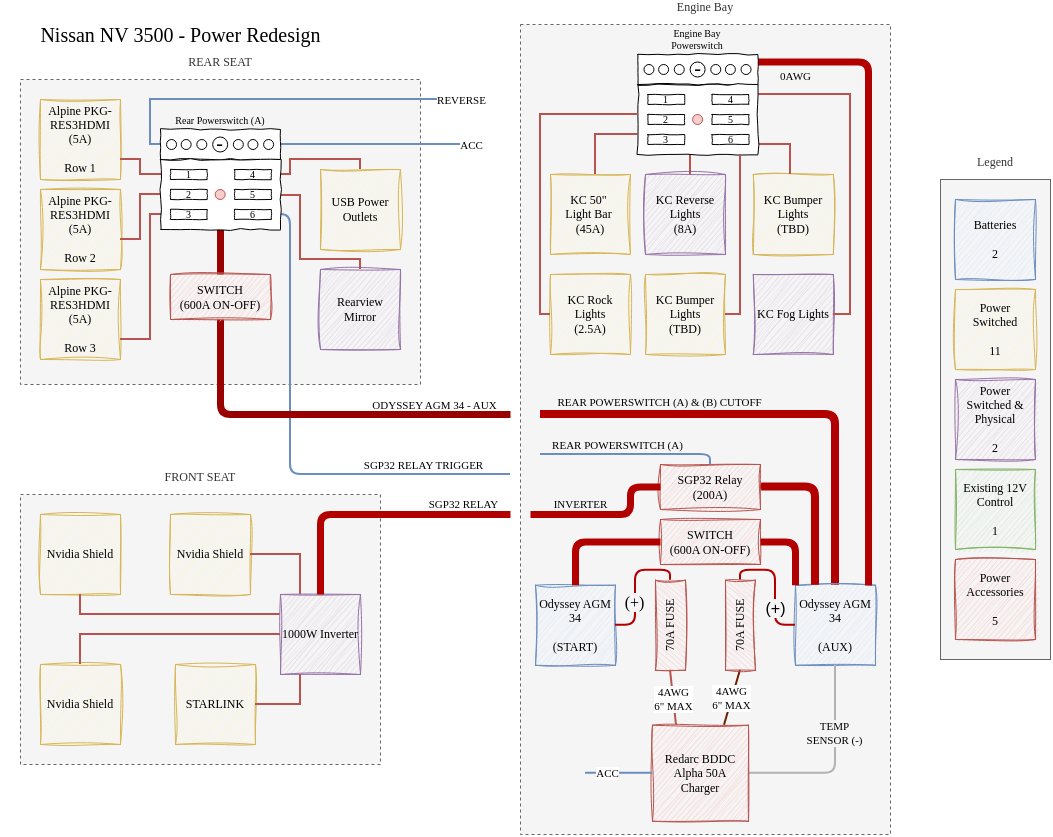 Nissan NV 3500 - Power Redesign
REAR SEAT
Alpine PKG-
RES3HDMI
(5A)
Row 1
Alpine PKG-
RES3HDMI
(5A)
Row 2
Alpine PKG-
RES3HDMI
(5A)
Row 3
Rear Powerswitch (A)
1
2
3
4
5
6
REVERSE
ACC
USB Power
Outlets
Rearview
Mirror
SWITCH
(600A ON-OFF)
ODYSSEY AGM 34 - AUX
SGP32 RELAY TRIGGER
SGP32 RELAY
FRONT SEAT
Nvidia Shield
Nvidia Shield
1000W Inverter
Nvidia Shield
STARLINK
Engine Bay
Engine Bay
Powerswitch
1
2
3
4
5
6
0AWG
KC 50"
Light Bar
(45A)
KC Reverse
Lights
(8A)
KC Bumper
Lights
(TBD)
KC Rock
Lights
(2.5A)
KC Bumper
Lights
(TBD)
KC Fog Lights
REAR POWERSWITCH (A) & (B) CUTOFF
REAR POWERSWITCH (A)
SGP32 Relay
(200A)
INVERTER
SWITCH
(600A ON-OFF)
Odyssey AGM
34
(START)
(+)
70A FUSE
70A FUSE
(+)
Odyssey AGM
34
(AUX)
4AWG
6" MAX
4AWG
6" MAX
TEMP
SENSOR (-)
ACC
Redarc BDDC
Alpha 50A
Charger
Legend
Batteries
2
Power
Switched
11
Power
Switched &
Physical
2
Existing 12V
Control
1
Power
Accessories
5